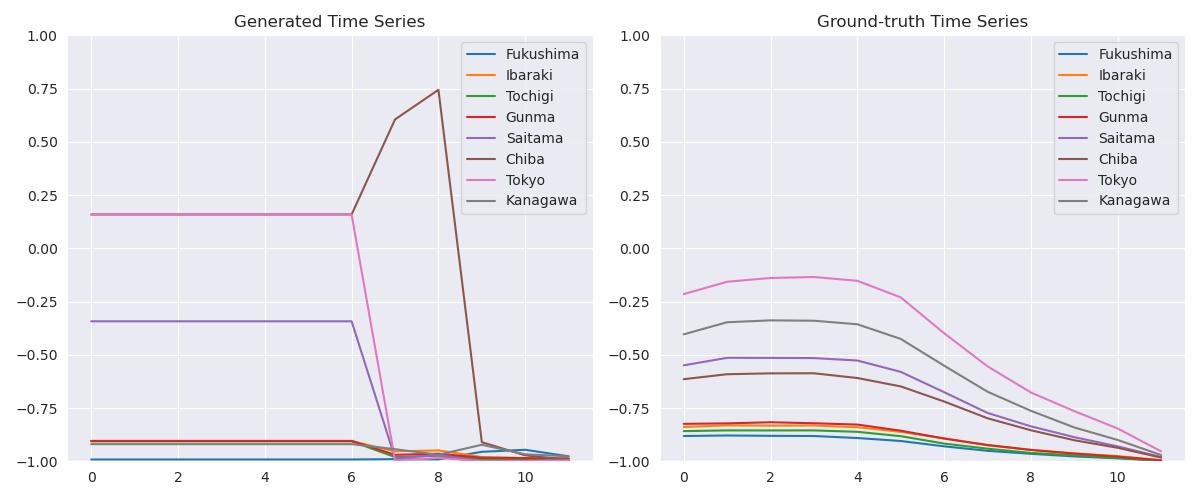 Generated Time Series
1.00
0.75
0.50
0.25
0.00
−0.25
−0.50
−0.75
−1.00
0 2 4 6 8 10
Fukushima
Ibaraki
Tochigi
Gunma
Saitama
Chiba
Tokyo
Kanagawa
Ground-truth Time Series
1.00
0.75
0.50
0.25
0.00
−0.25
−0.50
−0.75
−1.00
0 2 4 6 8 10
Fukushima
Ibaraki
Tochigi
Gunma
Saitama
Chiba
Tokyo
Kanagawa